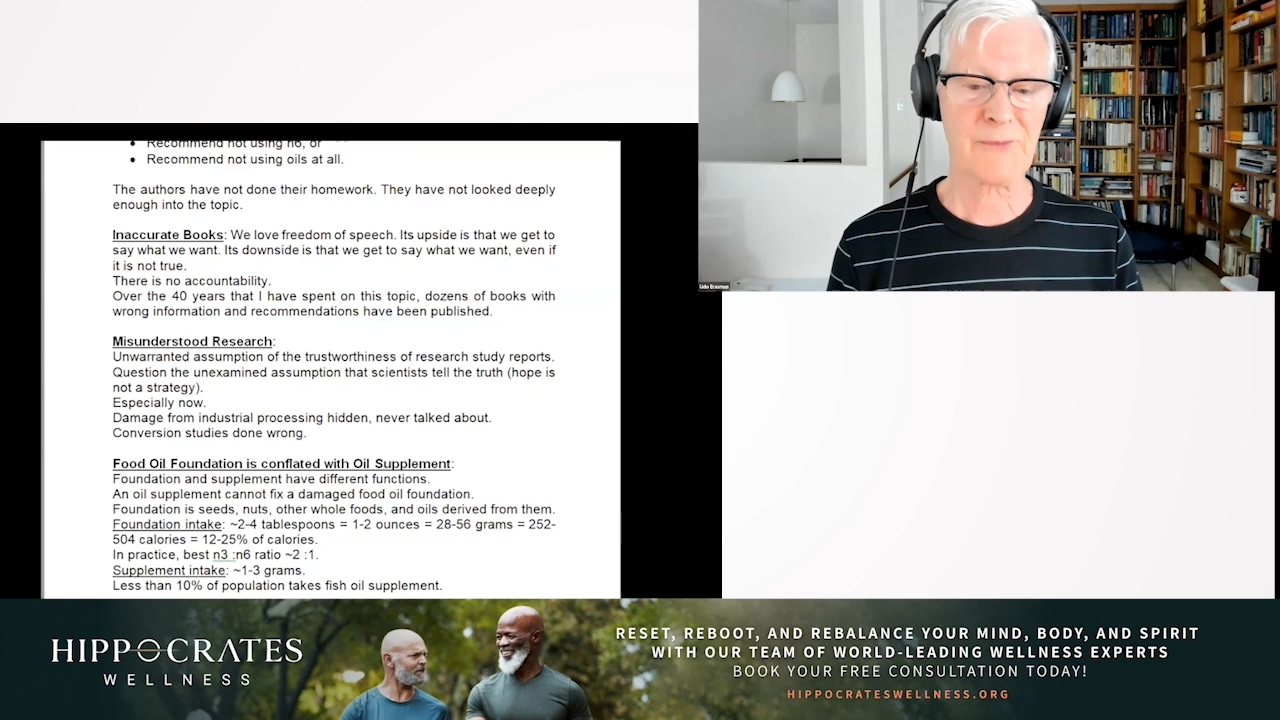 Recommend not using n6, or
Recommend not using oils at all.
The authors have not done their homework. They have not looked deeply
enough into the topic.
Inaccurate Books: We love freedom of speech. Its upside is that we get to
say what we want. Its downside is that we get to say what we want, even if
it is not true.
There is no accountability.
Over the 40 years that I have spent on this topic, dozens of books with
wrong information and recommendations have been published.
Misunderstood Research:
Unwarranted assumption of the trustworthiness of research study reports.
Question the unexamined assumption that scientists tell the truth (hope is
not a strategy).
Especially now.
Damage from industrial processing hidden, never talked about.
Conversion studies done wrong.
Food Oil Foundation is conflated with Oil Supplement:
Foundation and supplement have different functions.
An oil supplement cannot fix a damaged food oil foundation.
Foundation is seeds, nuts, other whole foods, and oils derived from them.
Foundation intake: ~2-4 tablespoons = 1-2 ounces = 28-56 grams = 252-
504 calories = 12-25% of calories.
In practice, best n3 :n6 ratio ~2 :1.
Supplement intake: ~1-3 grams.
Less than 10% of population takes fish oil supplement.
Udo Erasmus
HIPPOCRATES
WELLNESS
RESET, REBOOT, AND REBALANCE YOUR MIND, BODY, AND SPIRIT
WITH OUR TEAM OF WORLD-LEADING WELLNESS EXPERTS
BOOK YOUR FREE CONSULTATION TODAY!
HIPPOCRATESWELLNESS.ORG